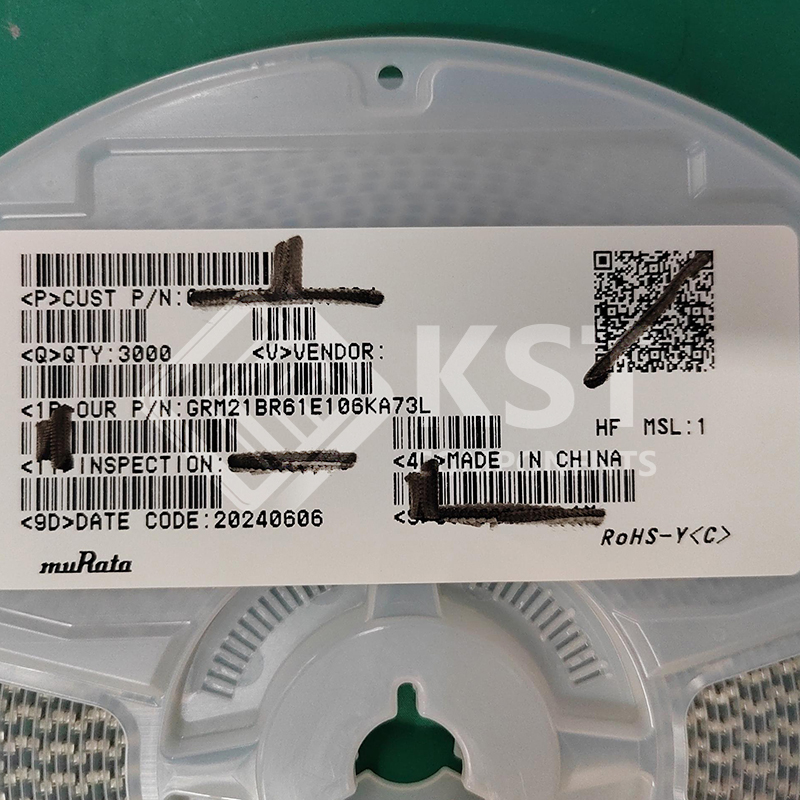 <P>CUST P/N:
<Q>QTY:3000 <V>VENDOR:
OUR P/N:GRM21BR61E106KA73L
HF MSL:1
INSPECTION: MADE IN CHINA
<9D>DATE CODE:20240606
RoHS-Y<C>
muRata
KST